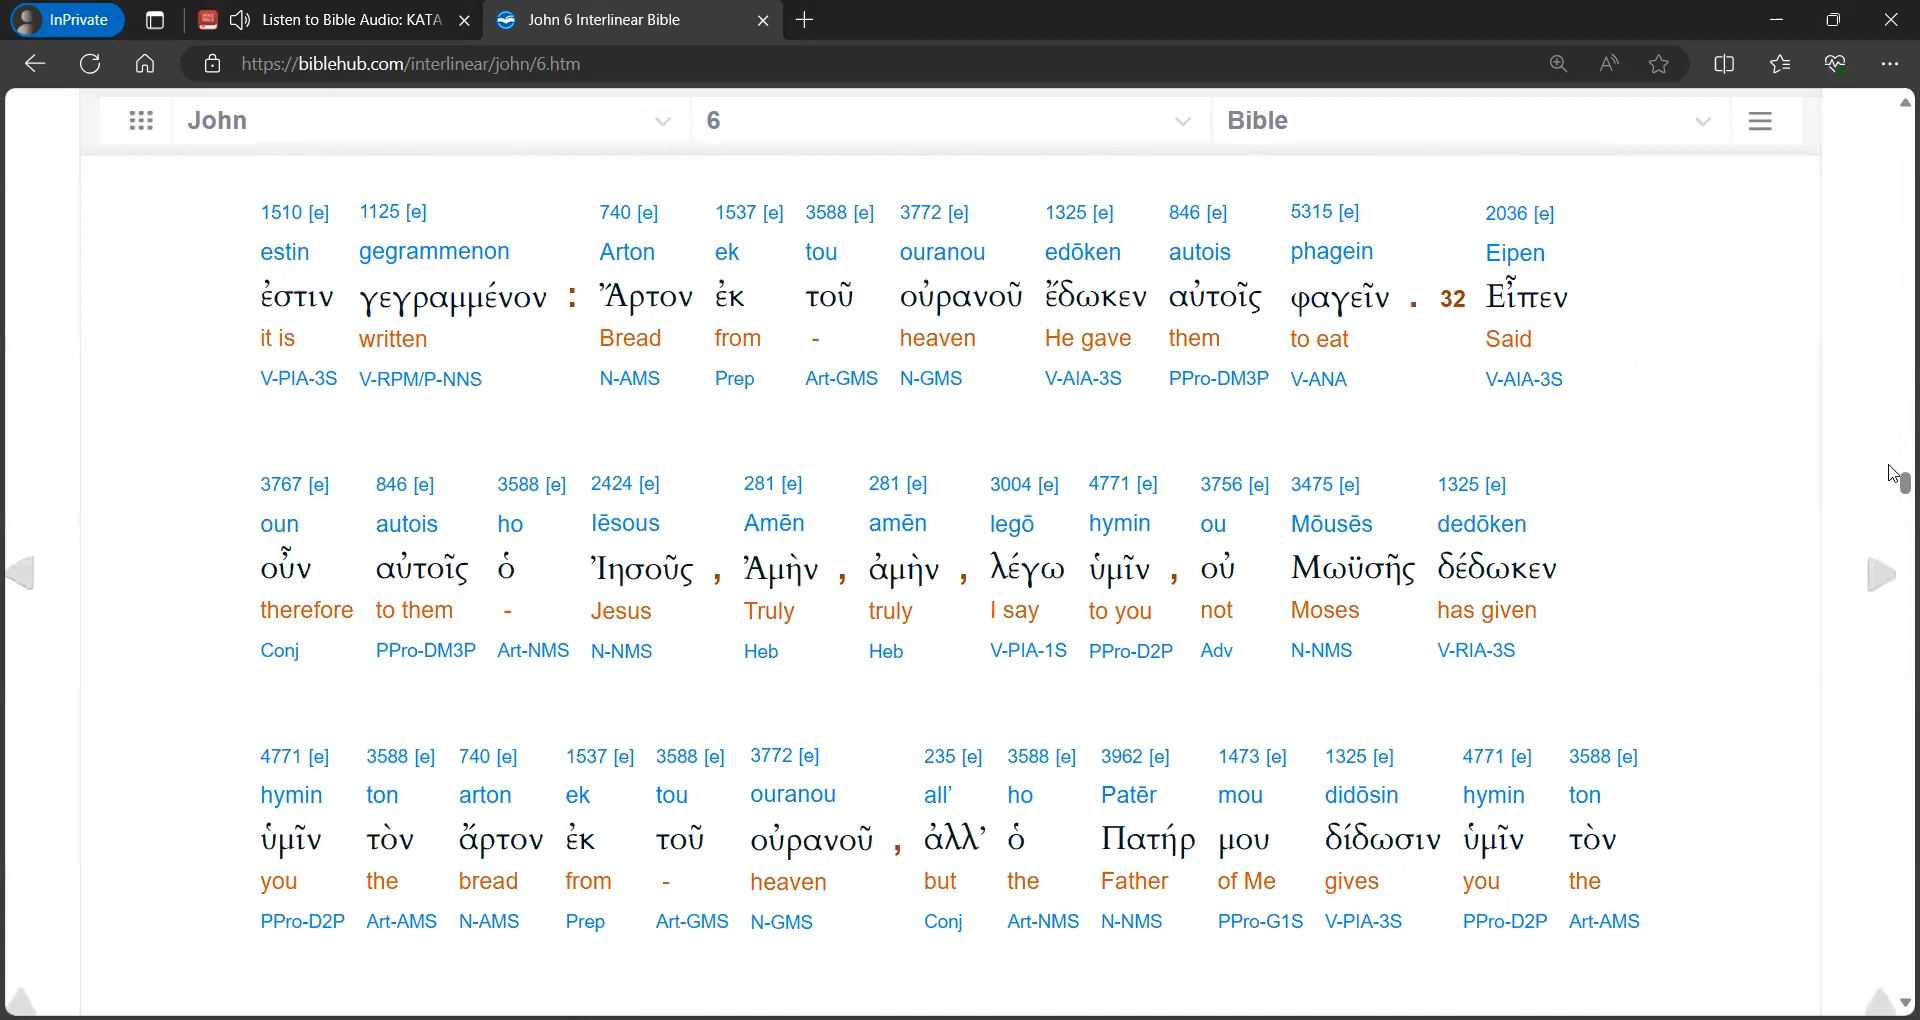 InPrivate Listen to Bible Audio: ΚΑΤΑ John 6 Interlinear Bible
https://biblehub.com/interlinear/john/6.htm
John 6 Bible
1510 [e] 1125 [e] 740 [e] 1537 [e] 3588 [e] 3772 [e] 1325 [e] 846 [e] 5315 [e] 2036 [e]
estin gegrammenon Arton ek tou ouranou edōken autois phagein Eipen
ἐστιν γεγραμμένον : Ἄρτον ἐκ τοῦ οὐρανοῦ ἔδωκεν αὐτοῖς φαγεῖν . 32 Εἶπεν
it is written Bread from - heaven He gave them to eat Said
V-PIA-3S V-RPM/P-NNS N-AMS Prep Art-GMS N-GMS V-AIA-3S PPro-DM3P V-ANA V-AIA-3S
3767 [e] 846 [e] 3588 [e] 2424 [e] 281 [e] 281 [e] 3004 [e] 4771 [e] 3756 [e] 3475 [e] 1325 [e]
oun autois ho Iēsous Amēn amēn legō hymin ou Mōusēs dedōken
οὖν αὐτοῖς ὁ Ἰησοῦς , Ἀμὴν , ἀμὴν , λέγω ὑμῖν , οὐ Μωϋσῆς δέδωκεν
therefore to them - Jesus Truly truly I say to you not Moses has given
Conj PPro-DM3P Art-NMS N-NMS Heb Heb V-PIA-1S PPro-D2P Adv N-NMS V-RIA-3S
4771 [e] 3588 [e] 740 [e] 1537 [e] 3588 [e] 3772 [e] 235 [e] 3588 [e] 3962 [e] 1473 [e] 1325 [e] 4771 [e] 3588 [e]
hymin ton arton ek tou ouranou all’ ho Patēr mou didōsin hymin ton
ὑμῖν τὸν ἄρτον ἐκ τοῦ οὐρανοῦ , ἀλλ’ ὁ Πατήρ μου δίδωσιν ὑμῖν τὸν
you the bread from - heaven but the Father of Me gives you the
PPro-D2P Art-AMS N-AMS Prep Art-GMS N-GMS Conj Art-NMS N-NMS PPro-G1S V-PIA-3S PPro-D2P Art-AMS